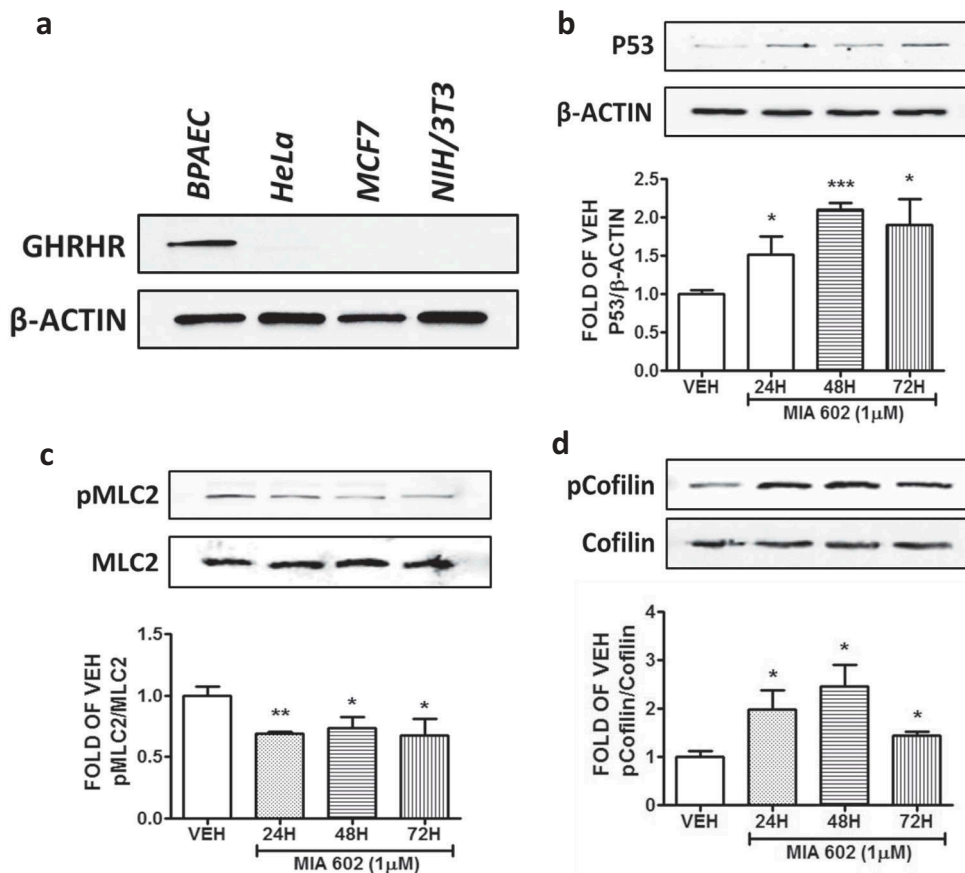 a
BPAEC HeLa MCF7 NIH/3T3
GHRHR
β-ACTIN
b
P53
β-ACTIN
FOLD OF VEH
P53/β-ACTIN
2.5
2.0
1.5
1.0
0.5
0.0
* *** *
VEH 24H 48H 72H
MIA 602 (1μM)
c
pMLC2
MLC2
FOLD OF VEH
pMLC2/MLC2
1.5
1.0
0.5
0.0
** * *
VEH 24H 48H 72H
MIA 602 (1μM)
d
pCofilin
Cofilin
FOLD OF VEH
pCofilin/Cofilin
4
3
2
1
0
* * *
VEH 24H 48H 72H
MIA 602 (1μM)